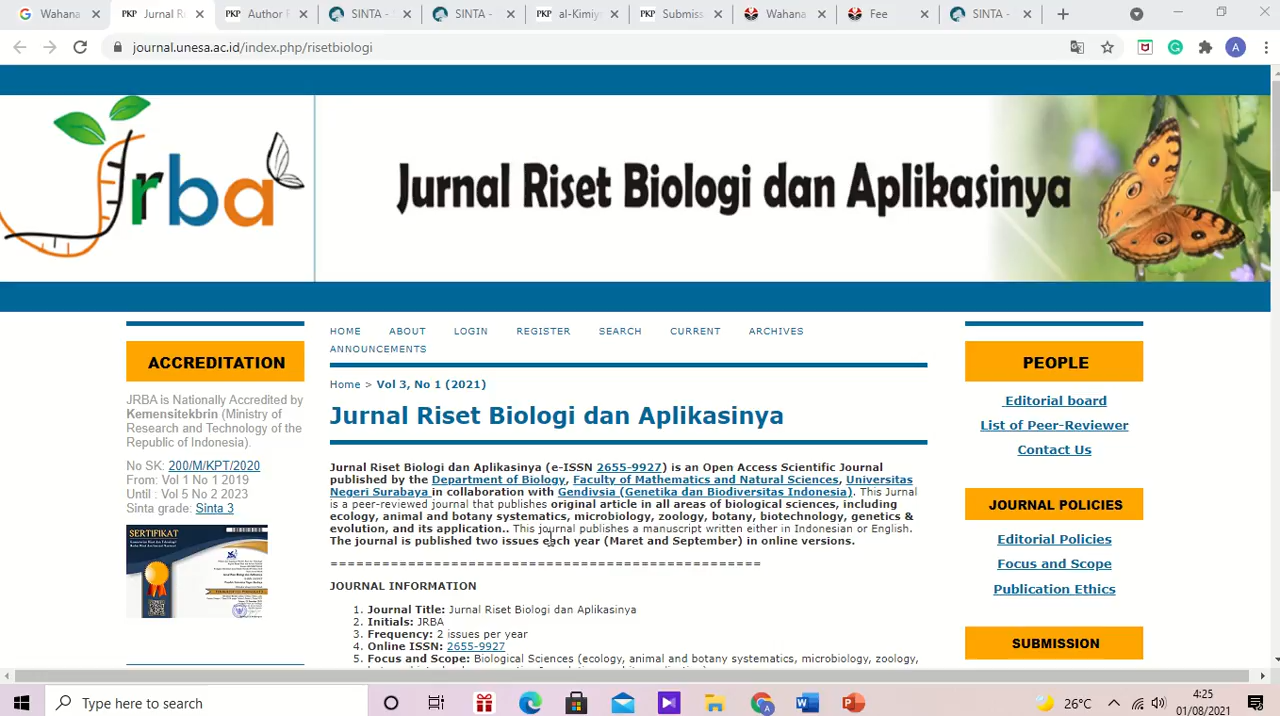 Wahana
Jurnal Ri
Author
SINTA -
SINTA -
al-Kimiy
Submiss
Wahana
Fee
SINTA -
journal.unesa.ac.id/index.php/risetbiologi
A
Jrba
Jurnal Riset Biologi dan Aplikasinya
HOME ABOUT LOGIN REGISTER SEARCH CURRENT ARCHIVES
ANNOUNCEMENTS
ACCREDITATION
JRBA is Nationally Accredited by
Kemensitekbrin (Ministry of
Research and Technology of the
Republic of Indonesia).
No SK: 200/M/KPT/2020
From: Vol 1 No 1 2019
Until : Vol 5 No 2 2023
Sinta grade: Sinta 3
SERTIFIKAT
Home > Vol 3, No 1 (2021)
Jurnal Riset Biologi dan Aplikasinya
Jurnal Riset Biologi dan Aplikasinya (e-ISSN 2655-9927) is an Open Access Scientific Journal
published by the Department of Biology, Faculty of Mathematics and Natural Sciences, Universitas
Negeri Surabaya in collaboration with Gendivsia (Genetika dan Biodiversitas Indonesia). This Jurnal
is a peer-reviewed journal that publishes original article in all areas of biological sciences, including
ecology, animal and botany systematics, microbiology, zoology, botany, biotechnology, genetics &
evolution, and its application.. This journal publishes a manuscript written either in Indonesian or English.
The journal is published two issues each year (Maret and September) in online versions.
================================================
JOURNAL INFORMATION
1. Journal Title: Jurnal Riset Biologi dan Aplikasinya
2. Initials: JRBA
3. Frequency: 2 issues per year
4. Online ISSN: 2655-9927
5. Focus and Scope: Biological Sciences (ecology, animal and botany systematics, microbiology, zoology,
PEOPLE
Editorial board
List of Peer-Reviewer
Contact Us
JOURNAL POLICIES
Editorial Policies
Focus and Scope
Publication Ethics
SUBMISSION
Type here to search
26°C
4:25
01/08/2021